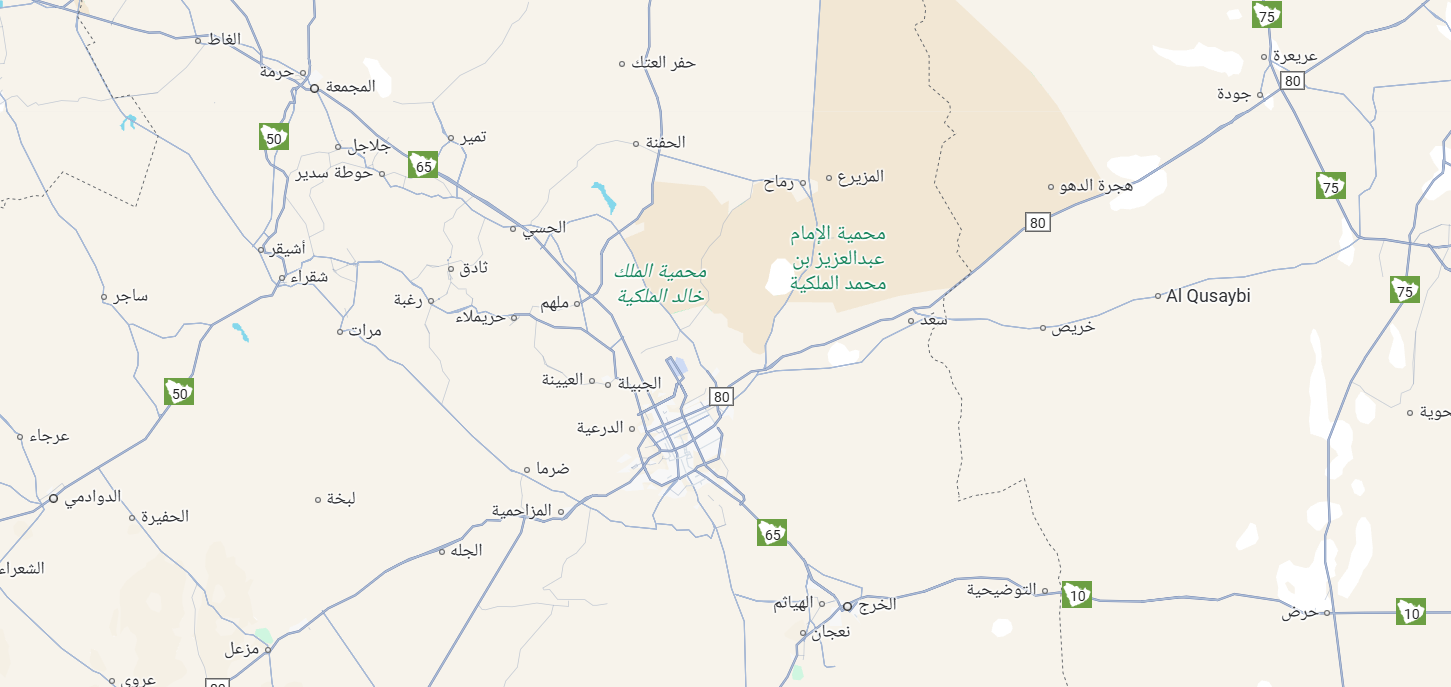 75
الغاط
عريعرة
حفر العتك
حرمة
80
المجمعة
جودة
50
تمير
الحفنة
جلاجل
65
حوطة سدير
رماح
المزيرع
75
هجرة الدهو
80
الحسي
محمية الإمام
عبدالعزيز بن
محمد الملكية
أشيقر
ثادق
محمية الملك
خالد الملكية
شقراء
75
ساجر
رغبة
ملهم
Al Qusaybi
حريملاء
سعد
خريص
مرات
العيينة
الجبيلة
50
80
حوية
الدرعية
عرجاء
ضرما
الدوادمي
لبخة
المزاحمية
الحفيرة
65
الجله
الشعراء
التوضيحية
10
الهياثم
الخرج
حرض
10
نعجان
مزعل
عروى
80